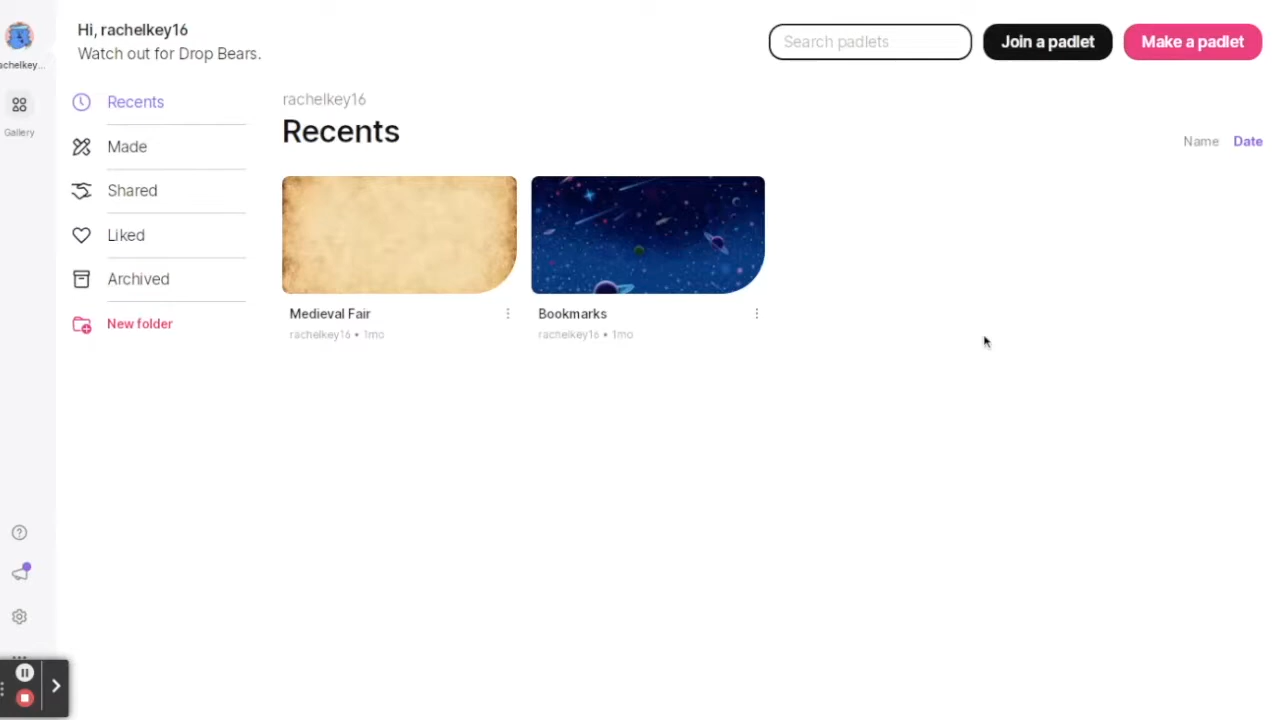 Hi, rachelkey16
Watch out for Drop Bears.
Search padlets
Join a padlet
Make a padlet
achelkey...
Gallery
Recents
Made
Shared
Liked
Archived
New folder
rachelkey16
Recents
Name
Date
Medieval Fair
rachelkey16 • 1mo
Bookmarks
rachelkey16 • 1mo